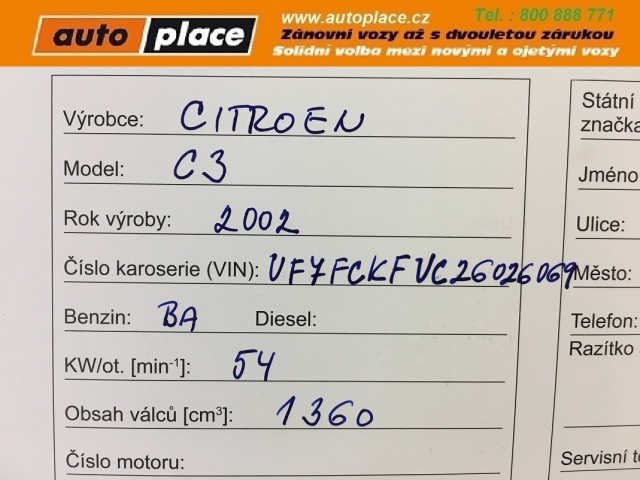 auto place
www.autoplace.cz
Tel. : 800 888 771
Zánovní vozy až s dvouletou zárukou
Solidní volba mezi novými a ojetými vozy
Výrobce: CITROEN
Model: C3
Rok výroby: 2002
Číslo karoserie (VIN): VF7FCKFVC26026069
Benzin: BA Diesel:
KW/ot. [min-1]: 54
Obsah válců [cm³]: 1360
Číslo motoru:
Státní
značka
Jméno
Ulice:
Město:
Telefon:
Razítko
Servisní